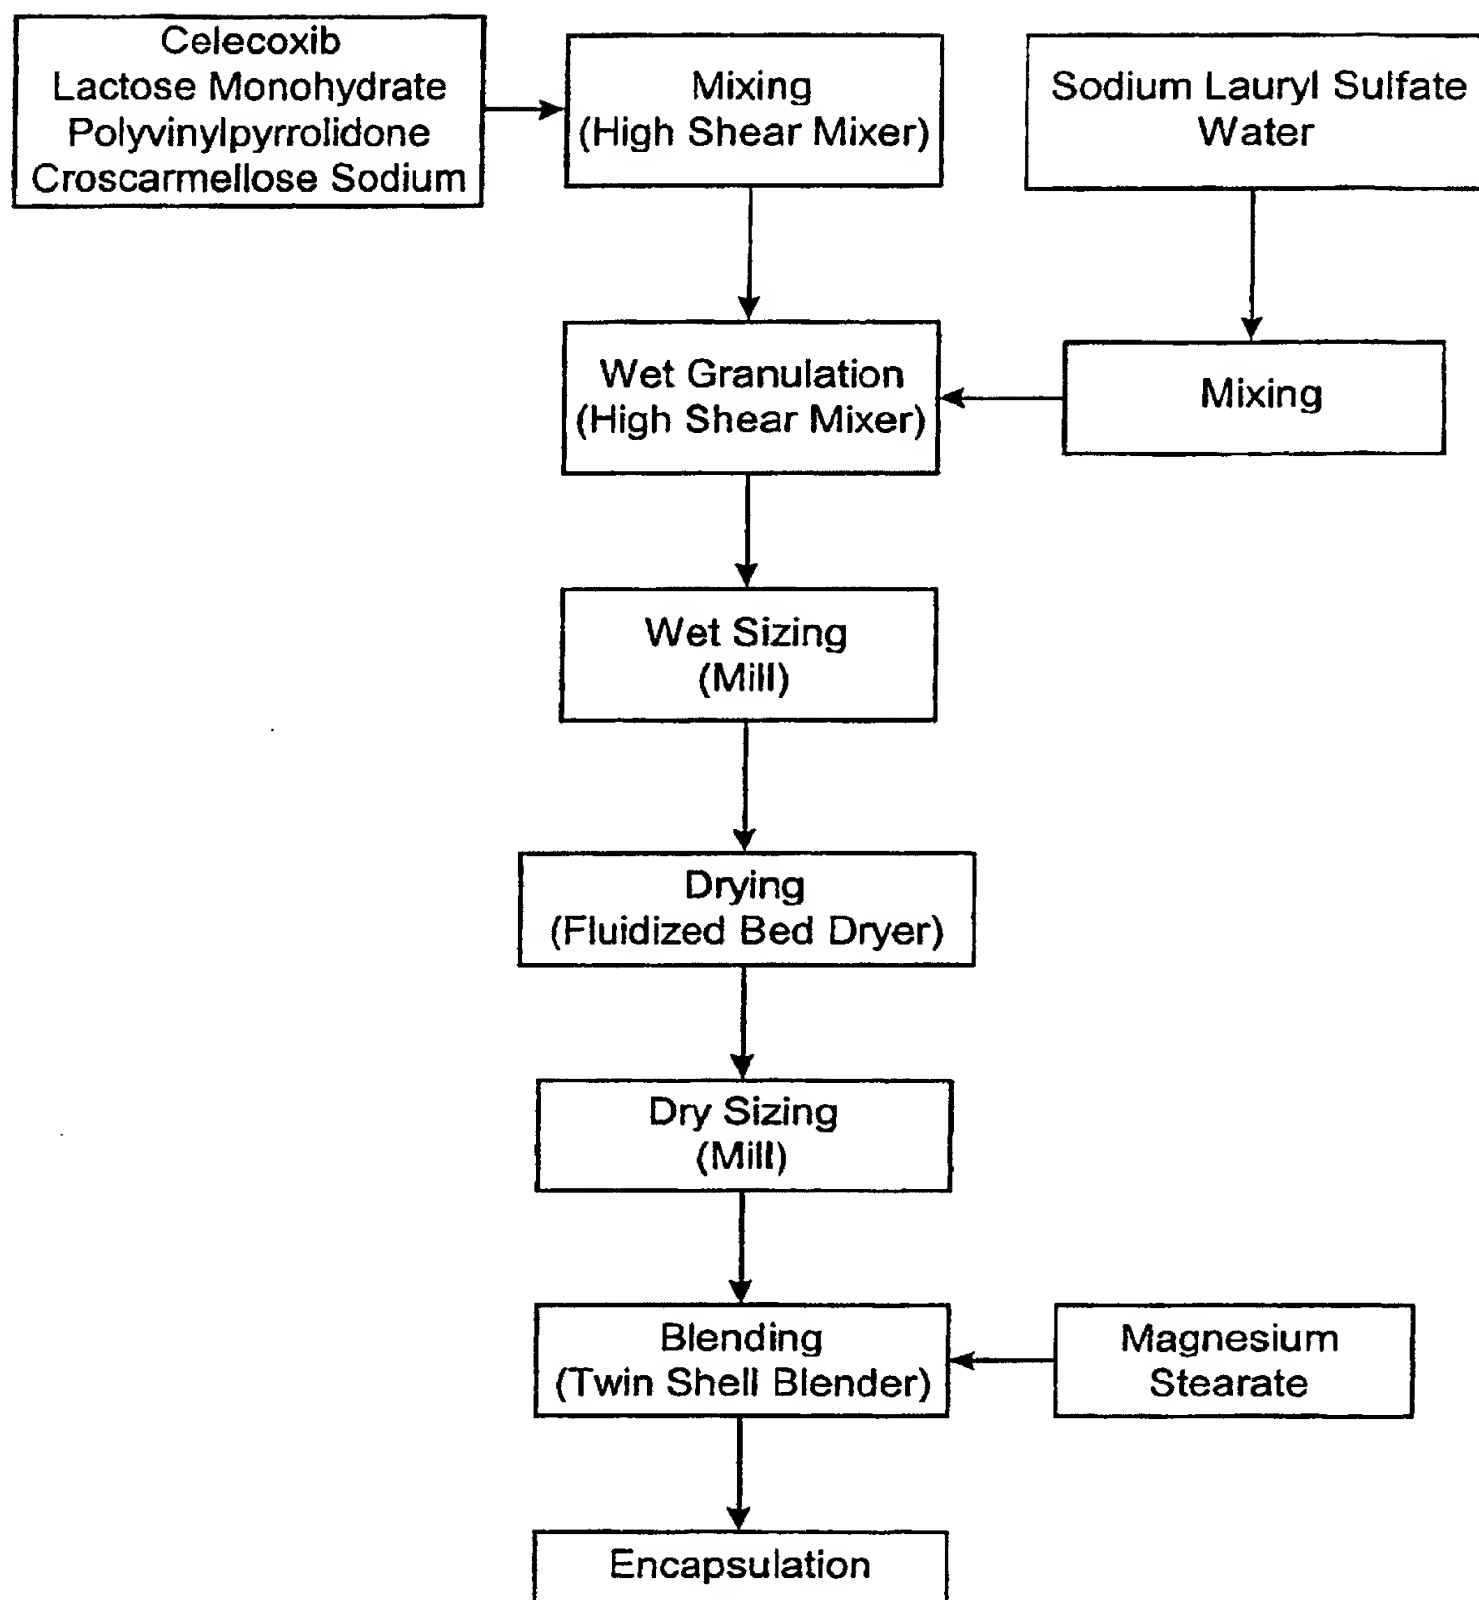 Celecoxib
Lactose Monohydrate
Polyvinylpyrrolidone
Croscarmellose Sodium
Mixing
(High Shear Mixer)
Sodium Lauryl Sulfate
Water
Wet Granulation
(High Shear Mixer)
Mixing
Wet Sizing
(Mill)
Drying
(Fluidized Bed Dryer)
Dry Sizing
(Mill)
Blending
(Twin Shell Blender)
Magnesium
Stearate
Encapsulation